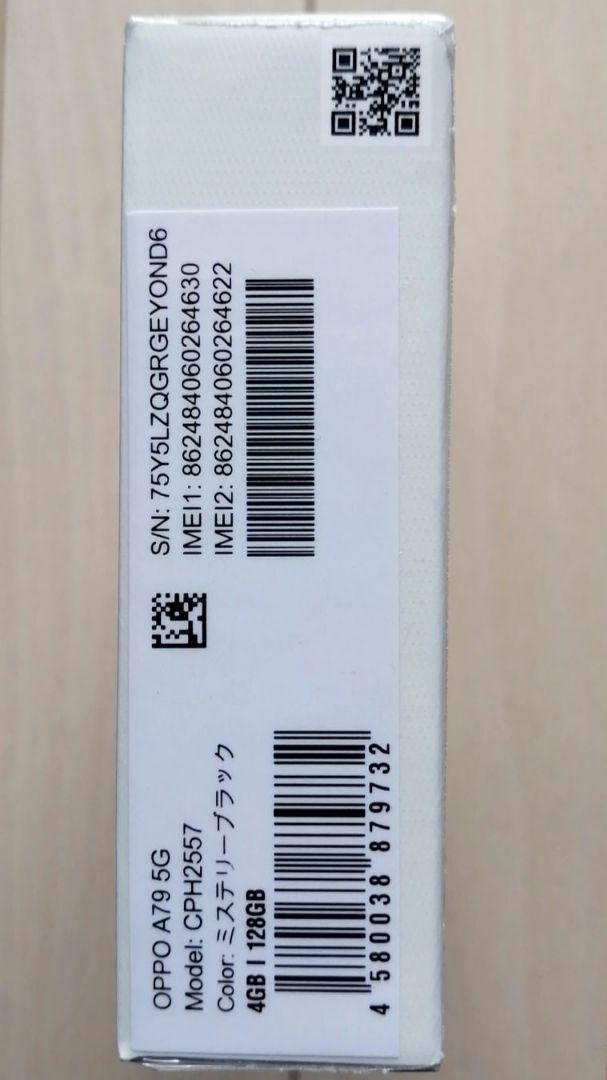 OPPO A79 5G
Model: CPH2557
Color: ミステリーブラック
4GB | 128GB
4 580038 879732
S/N: 75Y5LZQGRGEYOND6
IMEI1: 862484060264630
IMEI2: 862484060264622